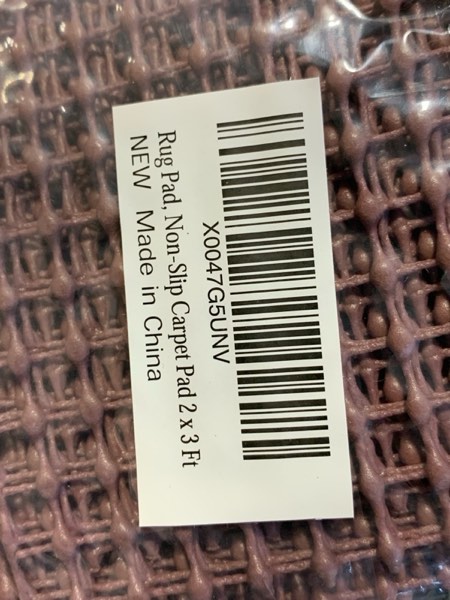 X0047G5UNV
Rug Pad, Non-Slip Carpet Pad 2 x 3 Ft
NEW Made in China